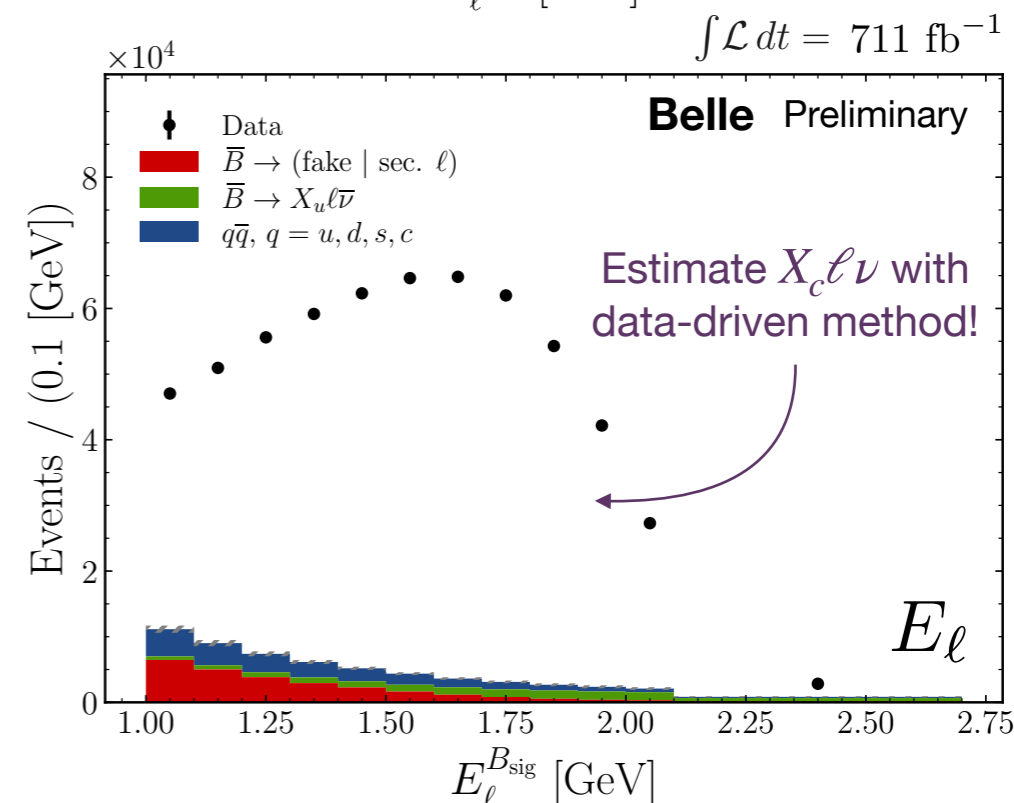 ∫ℒ dt = 711 fb⁻¹
×10⁴
Belle Preliminary
Data
B̅ → (fake | sec. ℓ)
B̅ → X_u ℓ ν̅
qq̅, q = u, d, s, c
Estimate X_c ℓ ν with
data-driven method!
Events / (0.1 [GeV])
8
6
4
2
0
E_ℓ
1.00 1.25 1.50 1.75 2.00 2.25 2.50 2.75
E_ℓ^{B_sig} [GeV]